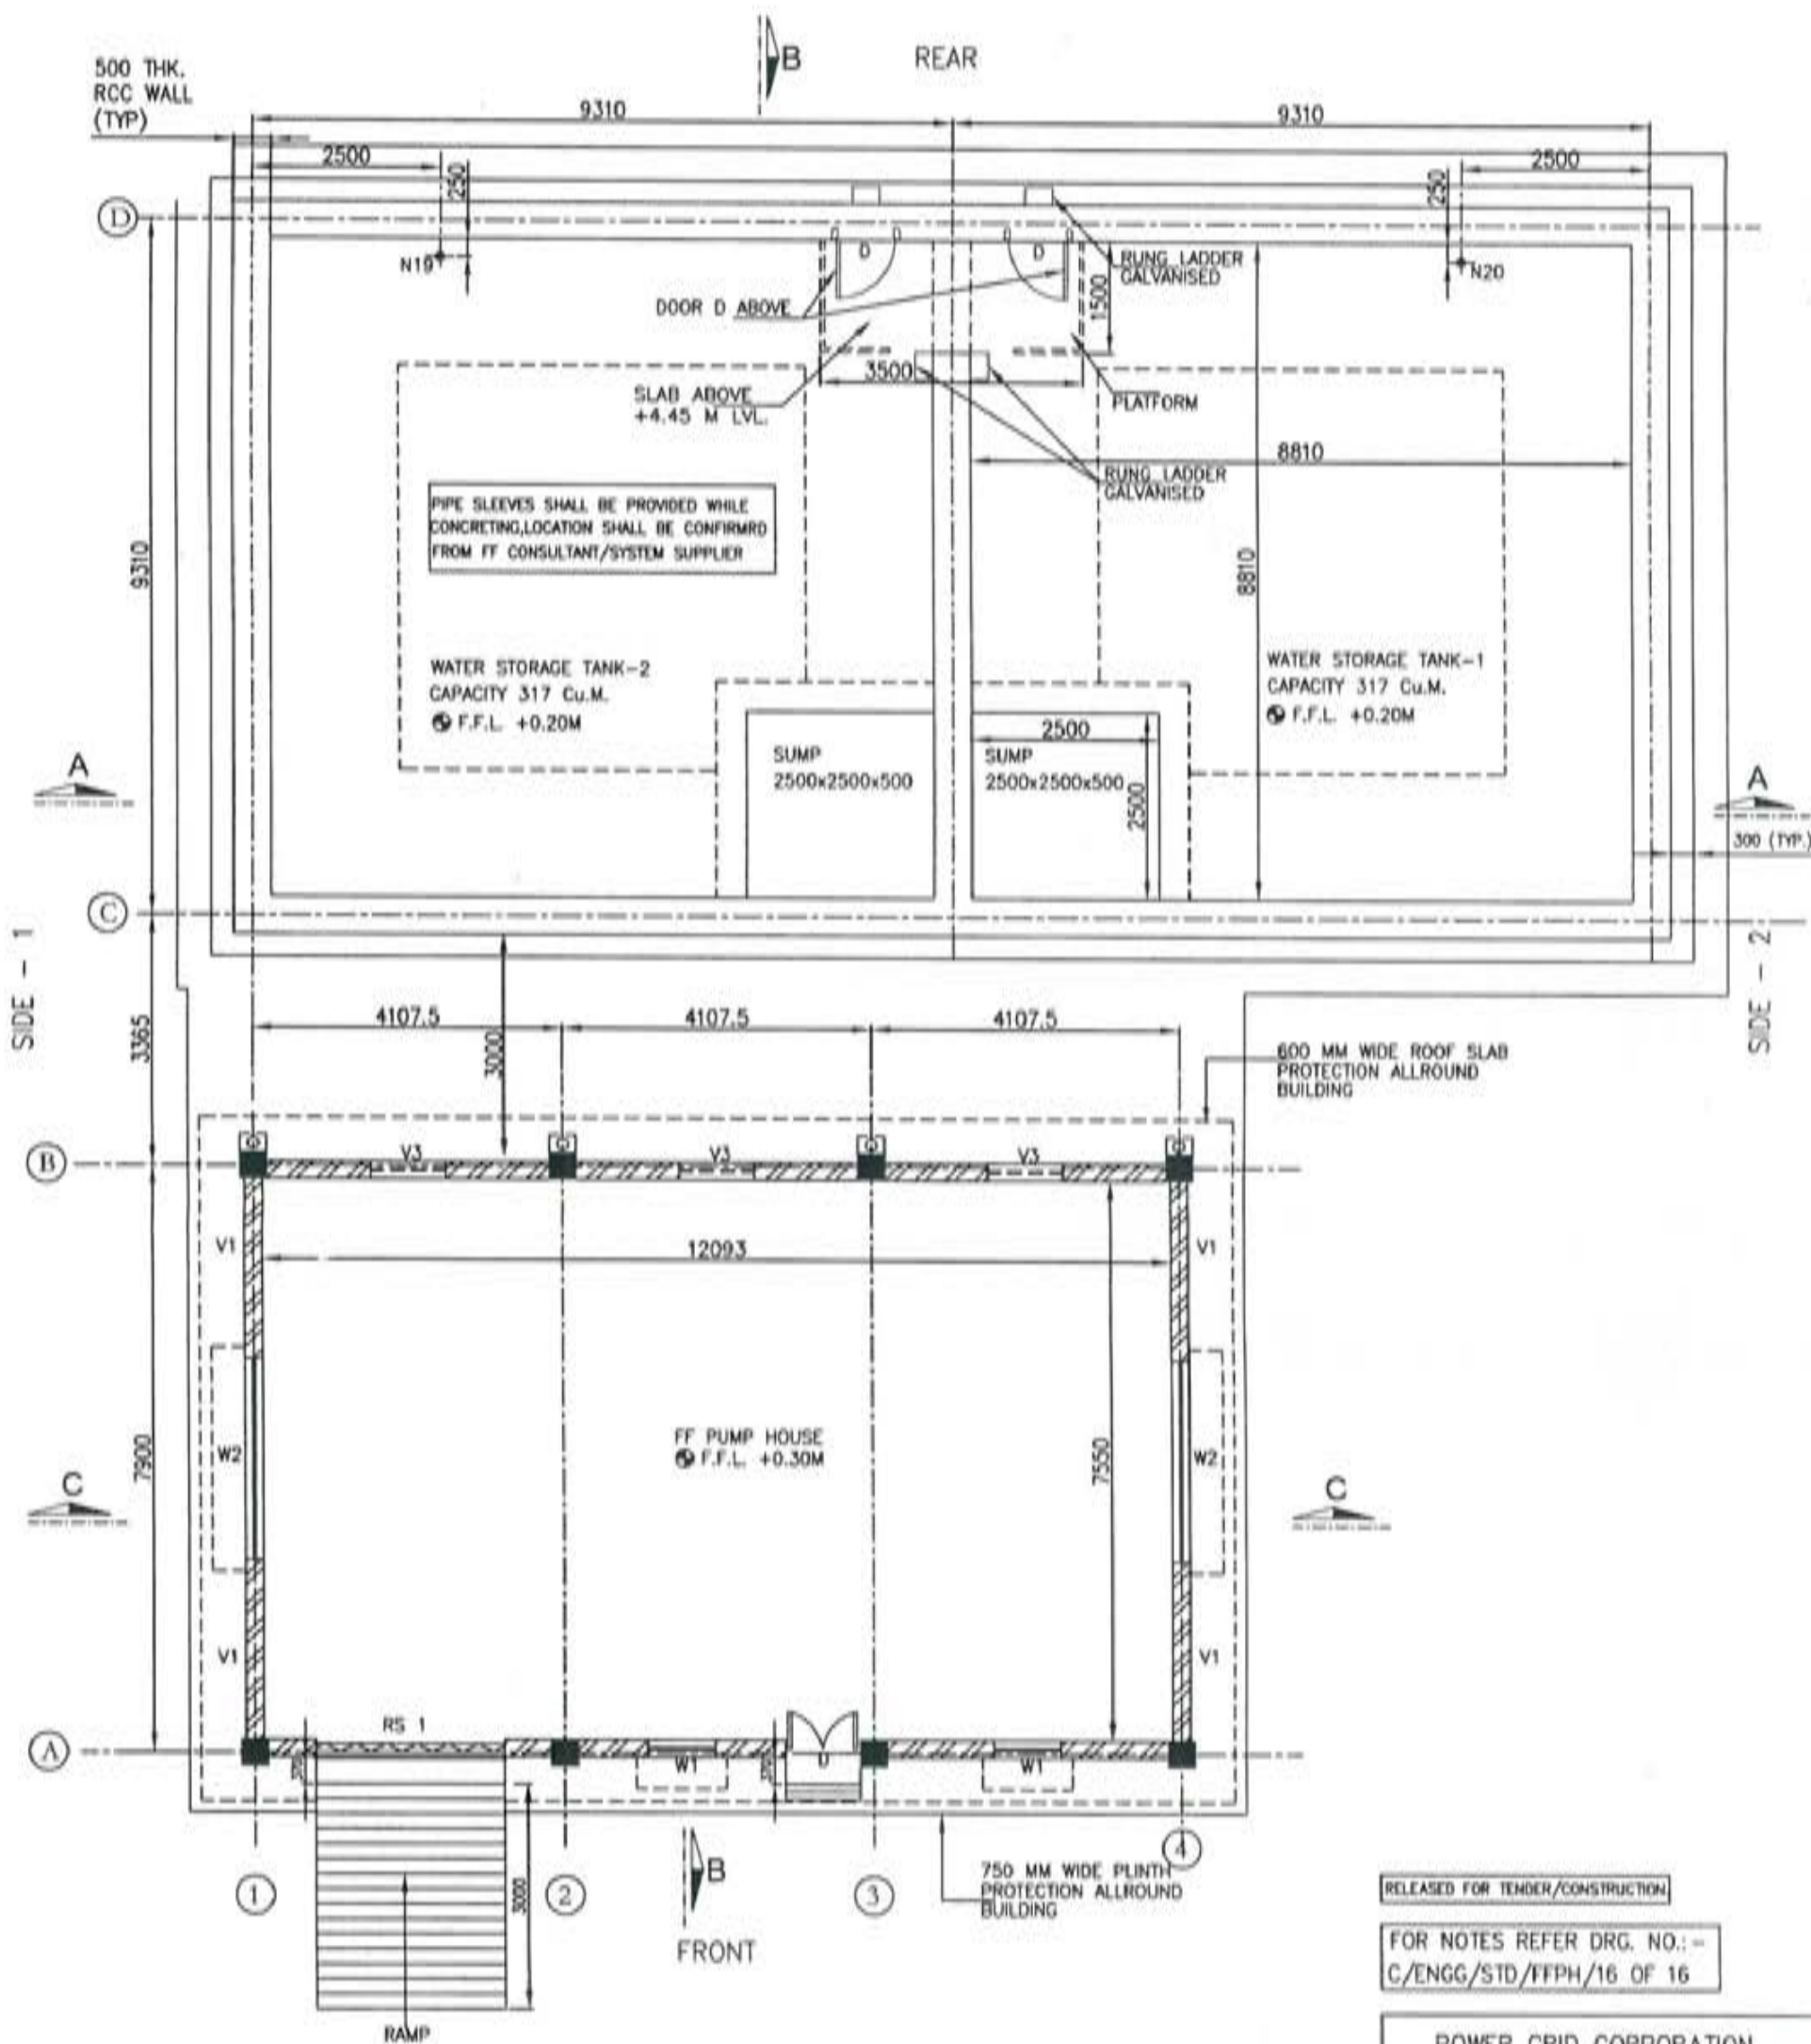 B
REAR
500 THK.
RCC WALL
(TYP)
9310
9310
2500
250
2500
250
D
N19
D
D
RUNG LADDER
GALVANISED
N20
DOOR D ABOVE
1500
SLAB ABOVE
+4.45 M LVL.
3500
PLATFORM
8810
RUNG LADDER
GALVANISED
PIPE SLEEVES SHALL BE PROVIDED WHILE
CONCRETING,LOCATION SHALL BE CONFIRMRD
FROM FF CONSULTANT/SYSTEM SUPPLIER
9310
8810
WATER STORAGE TANK-2
CAPACITY 317 Cu.M.
F.F.L. +0.20M
WATER STORAGE TANK-1
CAPACITY 317 Cu.M.
F.F.L. +0.20M
SUMP
2500x2500x500
2500
SUMP
2500x2500x500
2500
A
A
300 (TYP.)
C
SIDE - 1
SIDE - 2
4107.5
4107.5
4107.5
3365
3000
600 MM WIDE ROOF SLAB
PROTECTION ALLROUND
BUILDING
B
V3
V3
V3
V1
12093
V1
7900
W2
FF PUMP HOUSE
F.F.L. +0.30M
7550
W2
C
C
V1
V1
RS 1
A
W1
D
W1
1
2
3
4
3000
B
FRONT
750 MM WIDE PLINTH
PROTECTION ALLROUND
BUILDING
RAMP
RELEASED FOR TENDER/CONSTRUCTION
FOR NOTES REFER DRG. NO.:-
C/ENGG/STD/FFPH/16 OF 16
POWER GRID CORPORATION